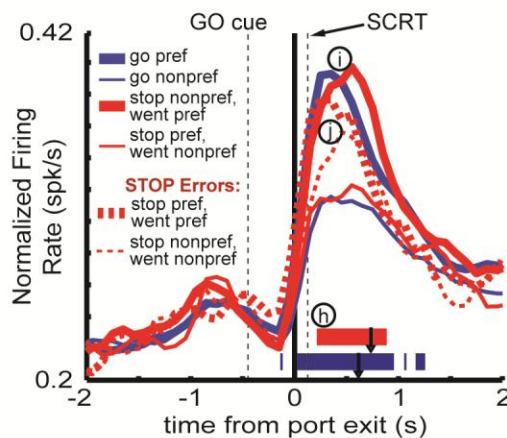 GO cue
SCRT
0.42
go pref
go nonpref
stop nonpref,
went pref
stop pref,
went nonpref
STOP Errors:
stop pref,
went pref
stop nonpref,
went nonpref
i
j
h
Normalized Firing
Rate (spk/s)
0.2
-2
-1
0
1
2
time from port exit (s)